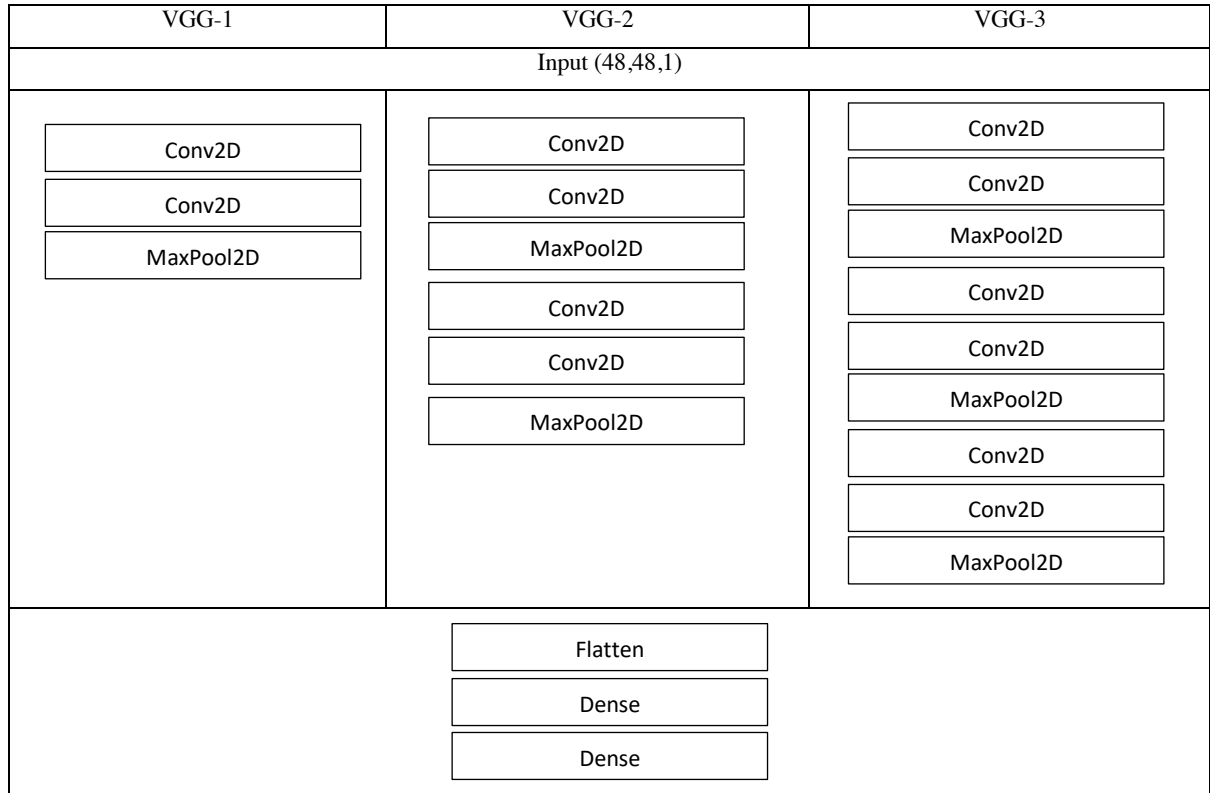 VGG-1 VGG-2 VGG-3
Input (48,48,1)
Conv2D
Conv2D
MaxPool2D
Conv2D
Conv2D
MaxPool2D
Conv2D
Conv2D
MaxPool2D
Conv2D
Conv2D
MaxPool2D
Conv2D
Conv2D
MaxPool2D
Conv2D
Conv2D
MaxPool2D
Flatten
Dense
Dense